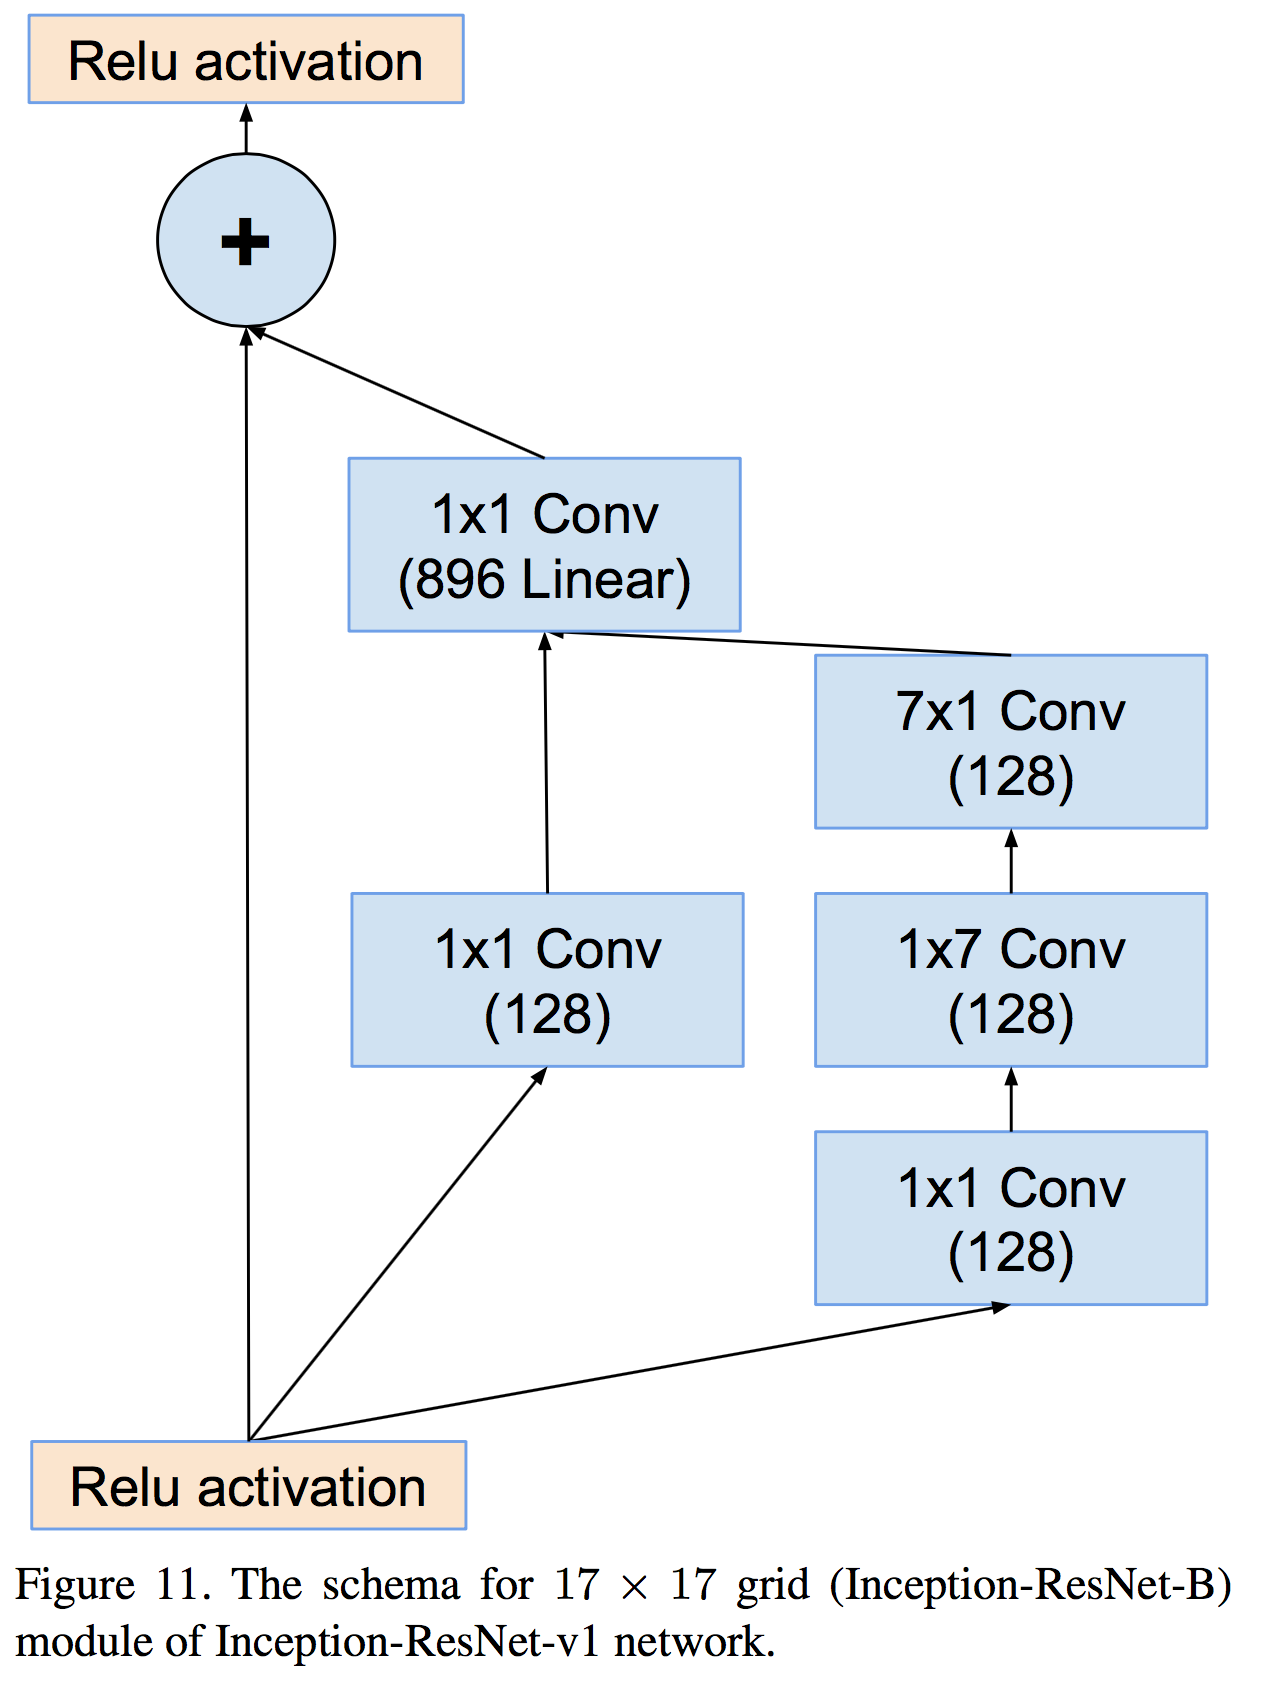 Relu activation
+
1x1 Conv
(896 Linear)
7x1 Conv
(128)
1x1 Conv
(128)
1x7 Conv
(128)
1x1 Conv
(128)
Relu activation
Figure 11. The schema for 17 × 17 grid (Inception-ResNet-B)
module of Inception-ResNet-v1 network.